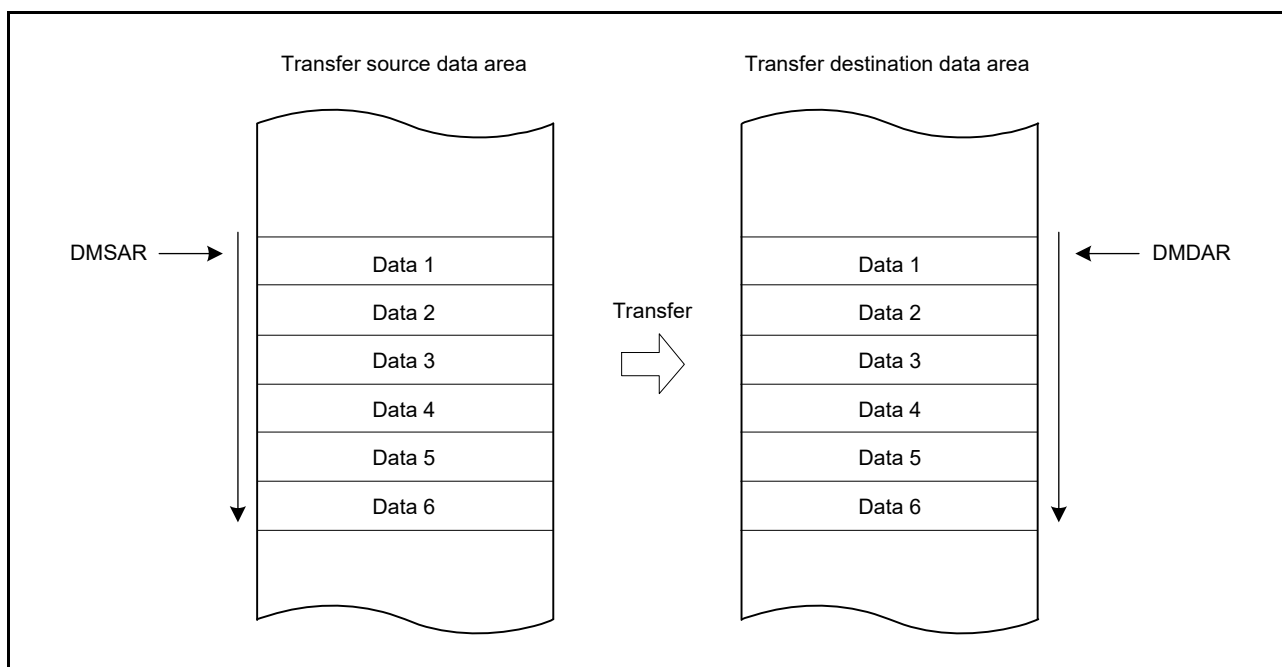 Transfer source data area
Transfer destination data area
DMSAR
DMDAR
Data 1
Data 2
Data 3
Data 4
Data 5
Data 6
Transfer
Data 1
Data 2
Data 3
Data 4
Data 5
Data 6